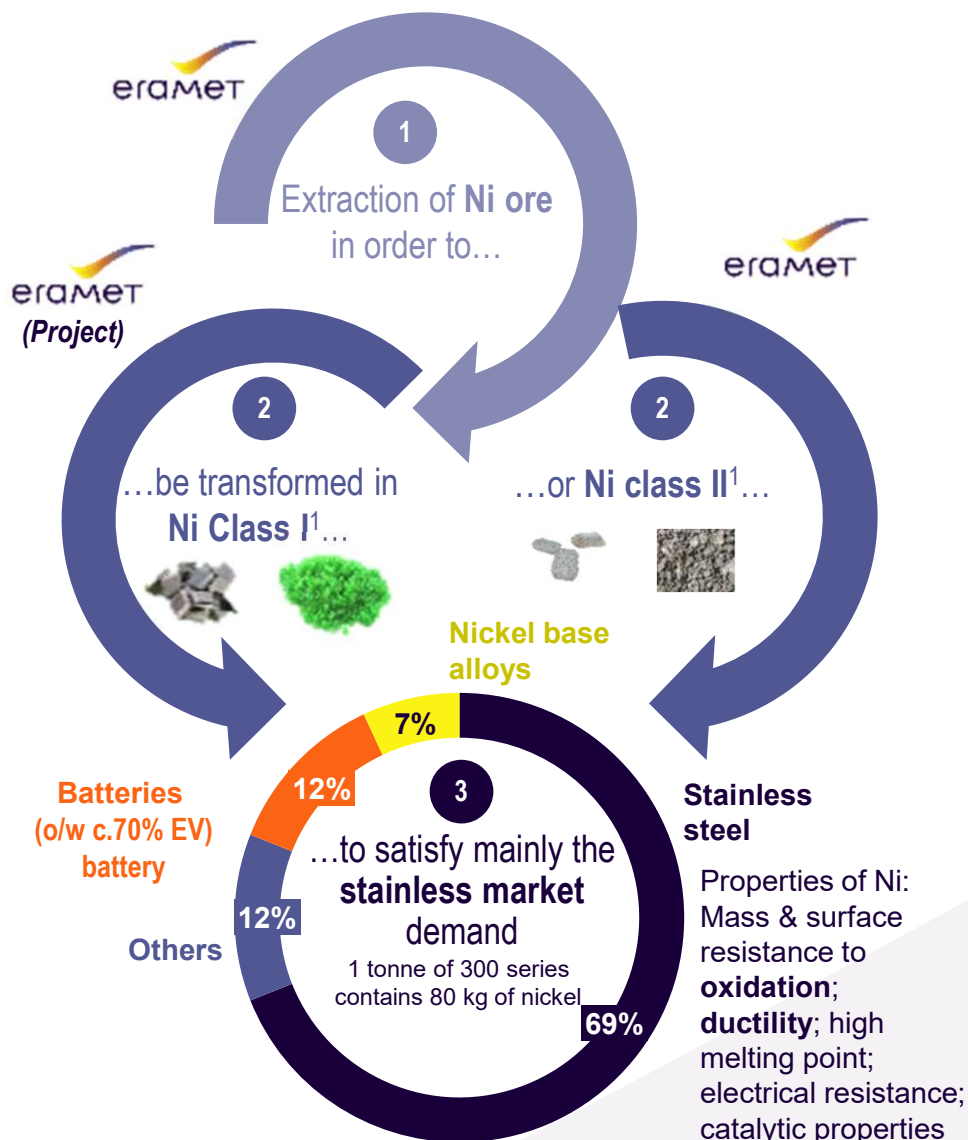 eramet
1
Extraction of Ni ore
in order to…
eramet
(Project)
eramet
2
…be transformed in
Ni Class I1…
2
…or Ni class II1…
Nickel base
alloys
7%
12%
Batteries
(o/w c.70% EV)
battery
12%
Others
3
…to satisfy mainly the
stainless market
demand
1 tonne of 300 series
contains 80 kg of nickel
69%
Stainless
steel
Properties of Ni:
Mass & surface
resistance to
oxidation;
ductility; high
melting point;
electrical resistance;
catalytic properties